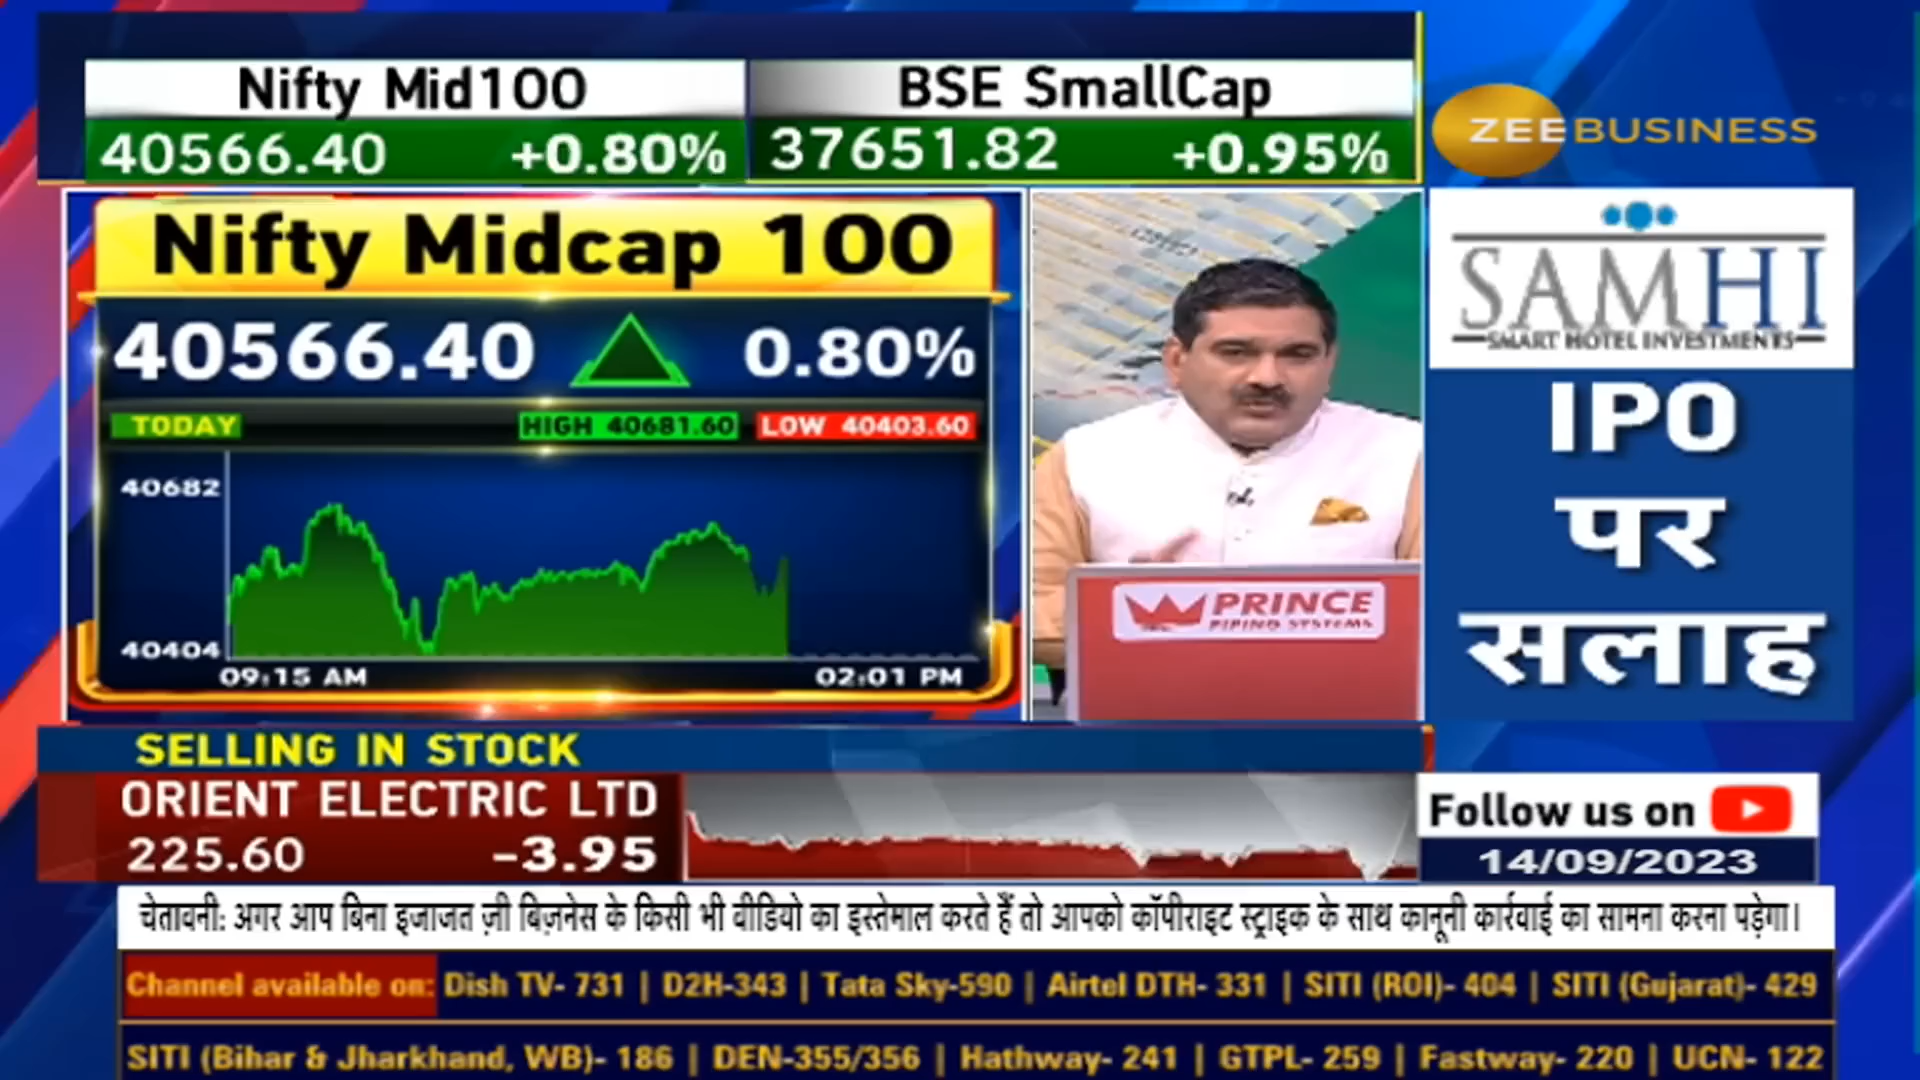 Nifty Mid100
40566.40 +0.80%
BSE SmallCap
37651.82 +0.95%
ZEEBUSINESS
Nifty Midcap 100
40566.40 0.80%
TODAY HIGH 40681.60 LOW 40403.60
40682
40404
09:15 AM 02:01 PM
PRINCE
PIPING SYSTEMS
SAMHI
SMART HOTEL INVESTMENTS
IPO
पर
सलाह
SELLING IN STOCK
ORIENT ELECTRIC LTD
225.60 -3.95
Follow us on
14/09/2023
चेतावनी: अगर आप बिना इजाजत ज़ी बिज़नेस के किसी भी वीडियो का इस्तेमाल करते हैं तो आपको कॉपीराइट स्ट्राइक के साथ कानूनी कार्रवाई का सामना करना पड़ेगा।
Channel available on: Dish TV- 731 | D2H-343 | Tata Sky-590 | Airtel DTH- 331 | SITI (ROI)- 404 | SITI (Gujarat)- 429
SITI (Bihar & Jharkhand, WB)- 186 | DEN-355/356 | Hathway- 241 | GTPL- 259 | Fastway- 220 | UCN- 122